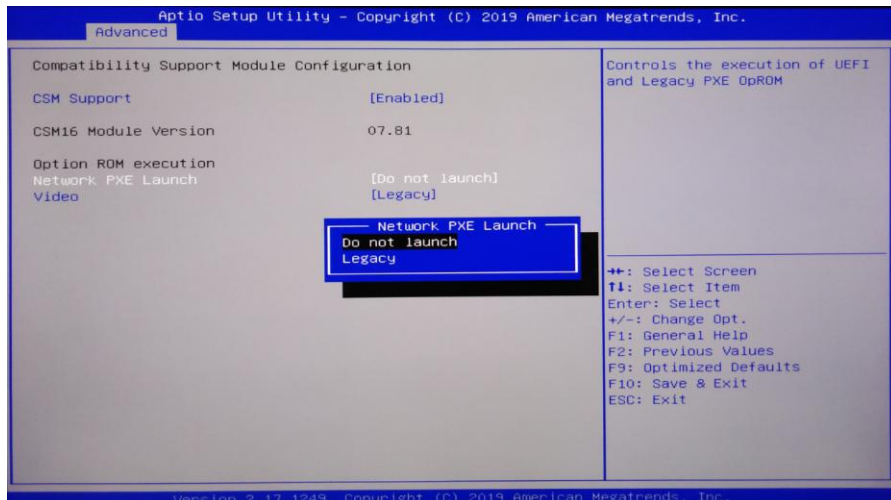 Aptio Setup Utility – Copyright (C) 2019 American Megatrends, Inc.
Advanced
Compatibility Support Module Configuration
CSM Support [Enabled]
CSM16 Module Version 07.81
Option ROM execution
Network PXE Launch [Do not launch]
Video [Legacy]
Network PXE Launch
Do not launch
Legacy
Controls the execution of UEFI
and Legacy PXE OpROM
→←: Select Screen
↑↓: Select Item
Enter: Select
+/-: Change Opt.
F1: General Help
F2: Previous Values
F9: Optimized Defaults
F10: Save & Exit
ESC: Exit
Version 2.17.1249. Copyright (C) 2019 American Megatrends, Inc.